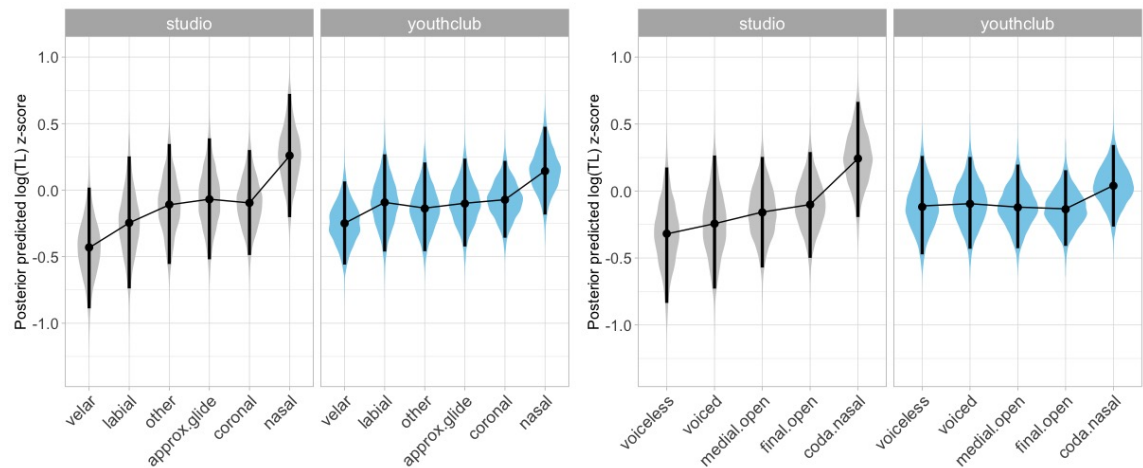 studio
youthclub
studio
youthclub
Posterior predicted log(TL) z-score
1.0
0.5
0.0
-0.5
-1.0
velar
labial
other
approx.glide
coronal
nasal
velar
labial
other
approx.glide
coronal
nasal
Posterior predicted log(TL) z-score
1.0
0.5
0.0
-0.5
-1.0
voiceless
voiced
medial.open
final.open
coda.nasal
voiceless
voiced
medial.open
final.open
coda.nasal